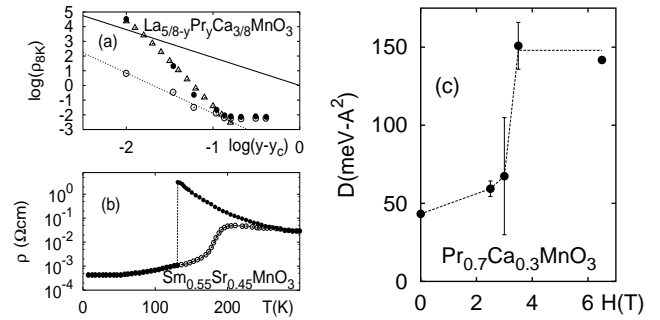 (a) La5/8-yPryCa3/8MnO3
log(ρ8K)
5
4
3
2
1
0
-1
-2
-3
-2 -1 0
log(y-yc)
(b)
ρ (Ωcm)
10^0
10^-1
10^-2
10^-3
10^-4
Sm0.55Sr0.45MnO3
0 100 200 T(K)
(c)
D(meV-A^2)
150
100
50
0
Pr0.7Ca0.3MnO3
0 2 4 6 H(T)